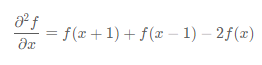 ∂²f/∂x = f(x + 1) + f(x − 1) − 2f(x)